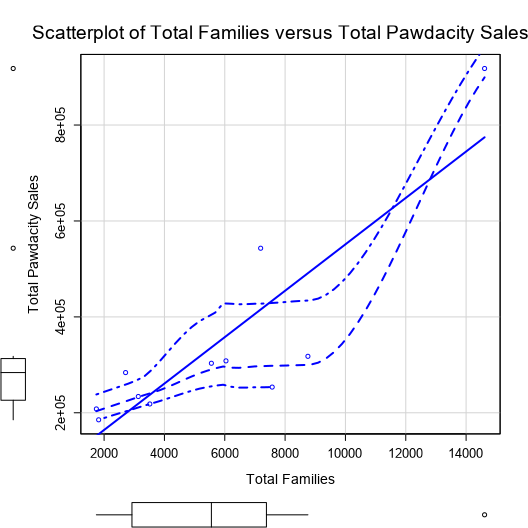 Scatterplot of Total Families versus Total Pawdacity Sales
8e+05
6e+05
4e+05
2e+05
Total Pawdacity Sales
2000 4000 6000 8000 10000 12000 14000
Total Families